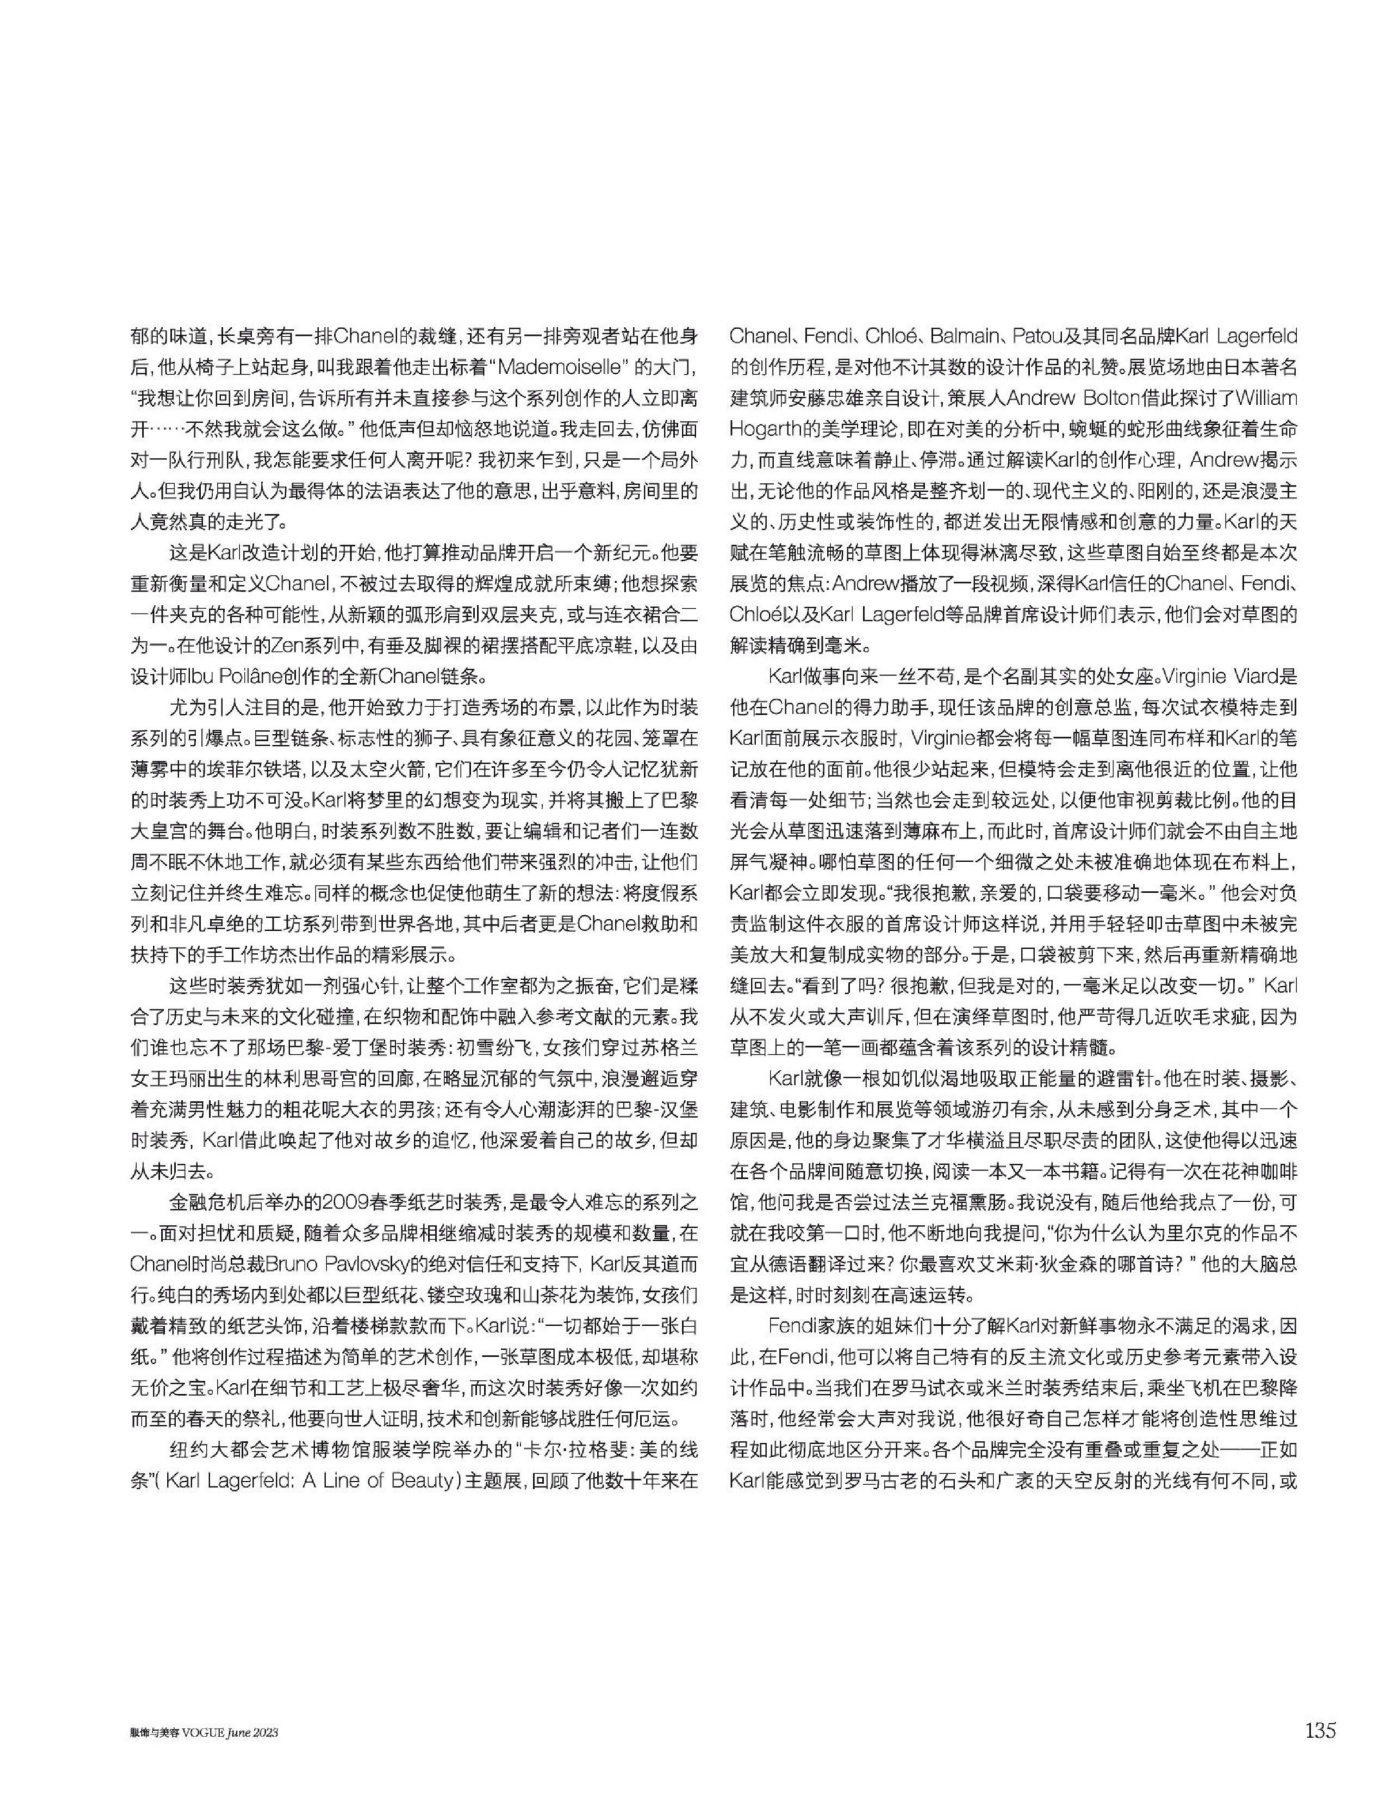 郁的味道,长桌旁有一排Chanel的裁缝,还有另一排旁观者站在他身
后,他从椅子上站起身,叫我跟着他走出标着“Mademoiselle” 的大门,
“我想让你回到房间,告诉所有并未直接参与这个系列创作的人立即离
开……不然我就会这么做。” 他低声但却恼怒地说道。我走回去,仿佛面
对一队行刑队,我怎能要求任何人离开呢? 我初来乍到,只是一个局外
人。但我仍用自认为最得体的法语表达了他的意思,出乎意料,房间里的
人竟然真的走光了。
这是Karl改造计划的开始,他打算推动品牌开启一个新纪元。他要
重新衡量和定义Chanel,不被过去取得的辉煌成就所束缚;他想探索
一件夹克的各种可能性,从新颖的弧形肩到双层夹克,或与连衣裙合二
为一。在他设计的Zen系列中,有垂及脚裸的裙摆搭配平底凉鞋,以及由
设计师Ibu Poilâne创作的全新Chanel链条。
尤为引人注目的是,他开始致力于打造秀场的布景,以此作为时装
系列的引爆点。巨型链条、标志性的狮子、具有象征意义的花园、笼罩在
薄雾中的埃菲尔铁塔,以及太空火箭,它们在许多至今仍令人记忆犹新
的时装秀上功不可没。Karl将梦里的幻想变为现实,并将其搬上了巴黎
大皇宫的舞台。他明白,时装系列数不胜数,要让编辑和记者们一连数
周不眠不休地工作,就必须有某些东西给他们带来强烈的冲击,让他们
立刻记住并终生难忘。同样的概念也促使他萌生了新的想法:将度假系
列和非凡卓绝的工坊系列带到世界各地,其中后者更是Chanel救助和
扶持下的手工作坊杰出作品的精彩展示。
这些时装秀犹如一剂强心针,让整个工作室都为之振奋,它们是糅
合了历史与未来的文化碰撞,在织物和配饰中融入参考文献的元素。我
们谁也忘不了那场巴黎-爱丁堡时装秀:初雪纷飞,女孩们穿过苏格兰
女王玛丽出生的林利思哥宫的回廊,在略显沉郁的气氛中,浪漫邂逅穿
着充满男性魅力的粗花呢大衣的男孩;还有令人心潮澎湃的巴黎-汉堡
时装秀, Karl借此唤起了他对故乡的追忆,他深爱着自己的故乡,但却
从未归去。
金融危机后举办的2009春季纸艺时装秀,是最令人难忘的系列之
一。面对担忧和质疑,随着众多品牌相继缩减时装秀的规模和数量,在
Chanel时尚总裁Bruno Pavlovsky的绝对信任和支持下, Karl反其道而
行。纯白的秀场内到处都以巨型纸花、镂空玫瑰和山茶花为装饰,女孩们
戴着精致的纸艺头饰,沿着楼梯款款而下。Karl说:“一切都始于一张白
纸。” 他将创作过程描述为简单的艺术创作,一张草图成本极低,却堪称
无价之宝。Karl在细节和工艺上极尽奢华,而这次时装秀好像一次如约
而至的春天的祭礼,他要向世人证明,技术和创新能够战胜任何厄运。
纽约大都会艺术博物馆服装学院举办的“卡尔·拉格斐: 美的线
条”( Karl Lagerfeld: A Line of Beauty)主题展,回顾了他数十年来在
Chanel、Fendi、Chloé、Balmain、Patou及其同名品牌Karl Lagerfeld
的创作历程,是对他不计其数的设计作品的礼赞。展览场地由日本著名
建筑师安藤忠雄亲自设计,策展人Andrew Bolton借此探讨了William
Hogarth的美学理论,即在对美的分析中,蜿蜒的蛇形曲线象征着生命
力,而直线意味着静止、停滞。通过解读Karl的创作心理, Andrew揭示
出,无论他的作品风格是整齐划一的、现代主义的、阳刚的,还是浪漫主
义的、历史性或装饰性的,都迸发出无限情感和创意的力量。Karl的天
赋在笔触流畅的草图上体现得淋漓尽致,这些草图自始至终都是本次
展览的焦点:Andrew播放了一段视频,深得Karl信任的Chanel、Fendi、
Chloé以及Karl Lagerfeld等品牌首席设计师们表示,他们会对草图的
解读精确到毫米。
Karl做事向来一丝不苟,是个名副其实的处女座。Virginie Viard是
他在Chanel的得力助手,现任该品牌的创意总监,每次试衣模特走到
Karl面前展示衣服时, Virginie都会将每一幅草图连同布样和Karl的笔
记放在他的面前。他很少站起来,但模特会走到离他很近的位置,让他
看清每一处细节;当然也会走到较远处,以便他审视剪裁比例。他的目
光会从草图迅速落到薄麻布上,而此时,首席设计师们就会不由自主地
屏气凝神。哪怕草图的任何一个细微之处未被准确地体现在布料上,
Karl都会立即发现。“我很抱歉,亲爱的,口袋要移动一毫米。” 他会对负
责监制这件衣服的首席设计师这样说,并用手轻轻叩击草图中未被完
美放大和复制成实物的部分。于是,口袋被剪下来,然后再重新精确地
缝回去。“看到了吗? 很抱歉,但我是对的,一毫米足以改变一切。” Karl
从不发火或大声训斥,但在演绎草图时,他严苛得几近吹毛求疵,因为
草图上的一笔一画都蕴含着该系列的设计精髓。
Karl就像一根如饥似渴地吸取正能量的避雷针。他在时装、摄影、
建筑、电影制作和展览等领域游刃有余,从未感到分身乏术,其中一个
原因是,他的身边聚集了才华横溢且尽职尽责的团队,这使他得以迅速
在各个品牌间随意切换,阅读一本又一本书籍。记得有一次在花神咖啡
馆,他问我是否尝过法兰克福熏肠。我说没有,随后他给我点了一份,可
就在我咬第一口时,他不断地向我提问,“你为什么认为里尔克的作品不
宜从德语翻译过来? 你最喜欢艾米莉·狄金森的哪首诗? ” 他的大脑总
是这样,时时刻刻在高速运转。
Fendi家族的姐妹们十分了解Karl对新鲜事物永不满足的渴求,因
此,在Fendi,他可以将自己特有的反主流文化或历史参考元素带入设
计作品中。当我们在罗马试衣或米兰时装秀结束后,乘坐飞机在巴黎降
落时,他经常会大声对我说,他很好奇自己怎样才能将创造性思维过
程如此彻底地区分开来。各个品牌完全没有重叠或重复之处——正如
Karl能感觉到罗马古老的石头和广袤的天空反射的光线有何不同,或
服饰与美容 VOGUE June 2023
135